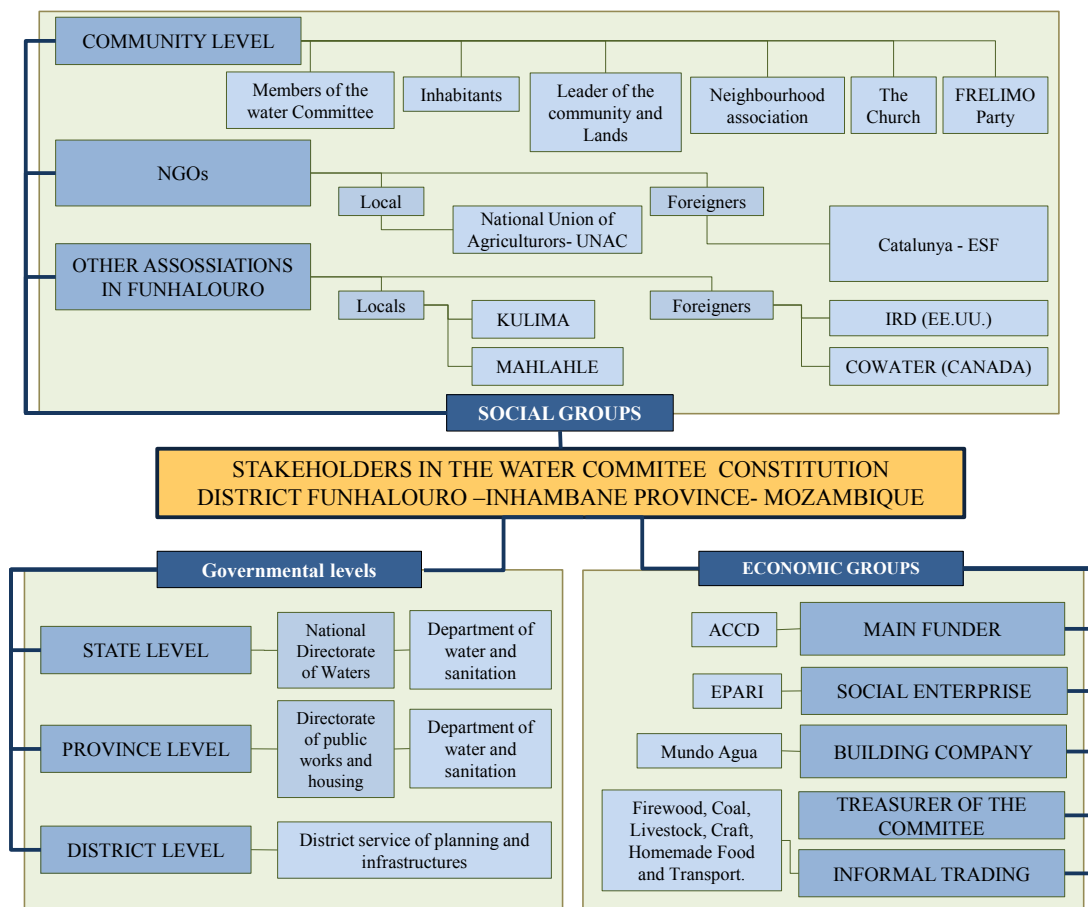 COMMUNITY LEVEL
Members of the
water Committee
Inhabitants
Leader of the
community and
Lands
Neighbourhood
association
The
Church
FRELIMO
Party
NGOs
Local
National Union of
Agriculturors- UNAC
Foreigners
Catalunya - ESF
OTHER ASSOSSIATIONS
IN FUNHALOURO
Locals
KULIMA
MAHLAHLE
Foreigners
IRD (EE.UU.)
COWATER (CANADA)
SOCIAL GROUPS
STAKEHOLDERS IN THE WATER COMMITEE CONSTITUTION
DISTRICT FUNHALOURO –INHAMBANE PROVINCE- MOZAMBIQUE
Governmental levels
STATE LEVEL
National
Directorate
of Waters
Department of
water and
sanitation
PROVINCE LEVEL
Directorate
of public
works and
housing
Department of
water and
sanitation
DISTRICT LEVEL
District service of planning and
infrastructures
ECONOMIC GROUPS
ACCD
MAIN FUNDER
EPARI
SOCIAL ENTERPRISE
Mundo Agua
BUILDING COMPANY
TREASURER OF THE
COMMITEE
Firewood, Coal,
Livestock, Craft,
Homemade Food
and Transport.
INFORMAL TRADING